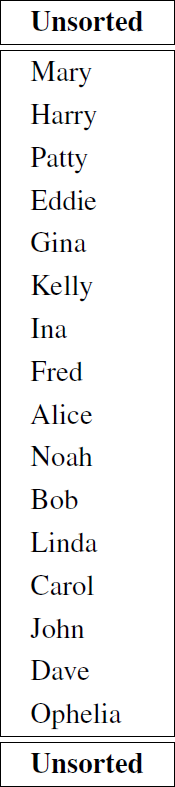 Unsorted
Mary
Harry
Patty
Eddie
Gina
Kelly
Ina
Fred
Alice
Noah
Bob
Linda
Carol
John
Dave
Ophelia
Unsorted